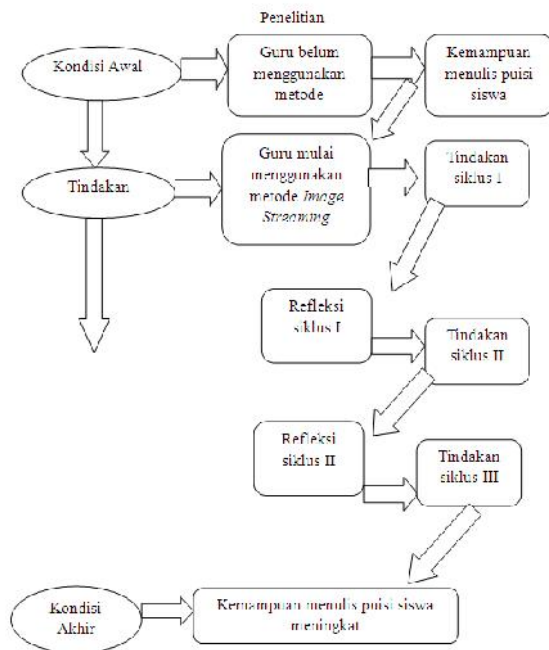 Penelitian
Kondisi Awal
Guru belum
menggunakan
metode
Kemampuan
menulis puisi
siswa
Tindakan
Guru mulai
menggunakan
metode Image
Streaming
Tindakan
siklus I
Refleksi
siklus I
Tindakan
siklus II
Refleksi
siklus II
Tindakan
siklus III
Kondisi
Akhir
Kemampuan menulis puisi siswa
meningkat